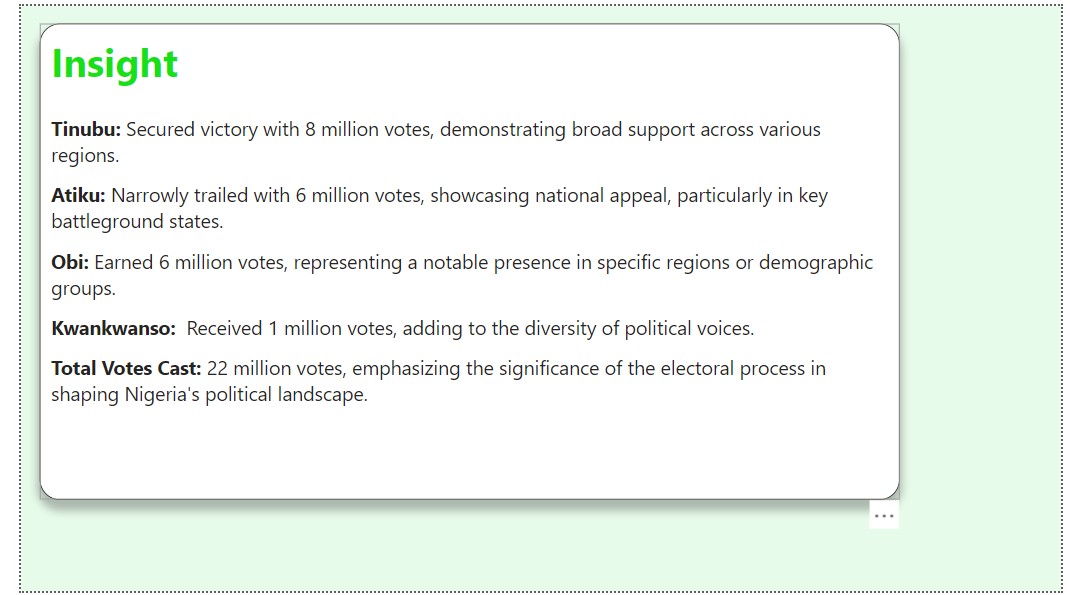 Insight
Tinubu: Secured victory with 8 million votes, demonstrating broad support across various
regions.
Atiku: Narrowly trailed with 6 million votes, showcasing national appeal, particularly in key
battleground states.
Obi: Earned 6 million votes, representing a notable presence in specific regions or demographic
groups.
Kwankwanso:  Received 1 million votes, adding to the diversity of political voices.
Total Votes Cast: 22 million votes, emphasizing the significance of the electoral process in
shaping Nigeria's political landscape.